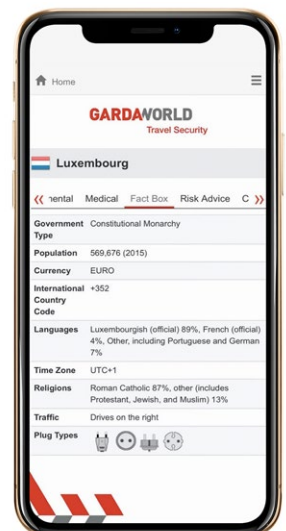 Home
GARDAWORLD
Travel Security
Luxembourg
« nental Medical Fact Box Risk Advice C »
Government Type Constitutional Monarchy
Population 569,676 (2015)
Currency EURO
International Country Code +352
Languages Luxembourgish (official) 89%, French (official)
4%, Other, including Portuguese and German
7%
Time Zone UTC+1
Religions Roman Catholic 87%, other (includes
Protestant, Jewish, and Muslim) 13%
Traffic Drives on the right
Plug Types